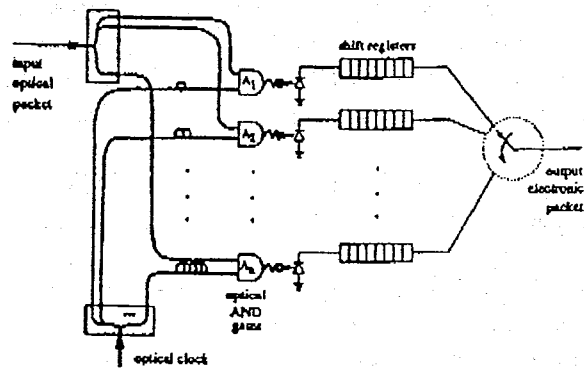 input
optical
packet
shift registers
A1
A2
output
electronic
packet
An
optical
AND
gates
optical clock